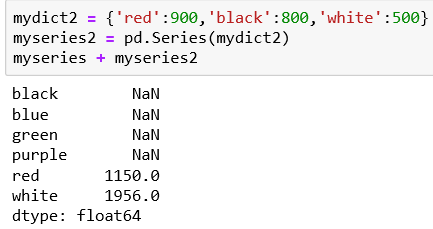 mydict2 = {'red':900,'black':800,'white':500}
myseries2 = pd.Series(mydict2)
myseries + myseries2
black        NaN
blue         NaN
green        NaN
purple       NaN
red       1150.0
white     1956.0
dtype: float64